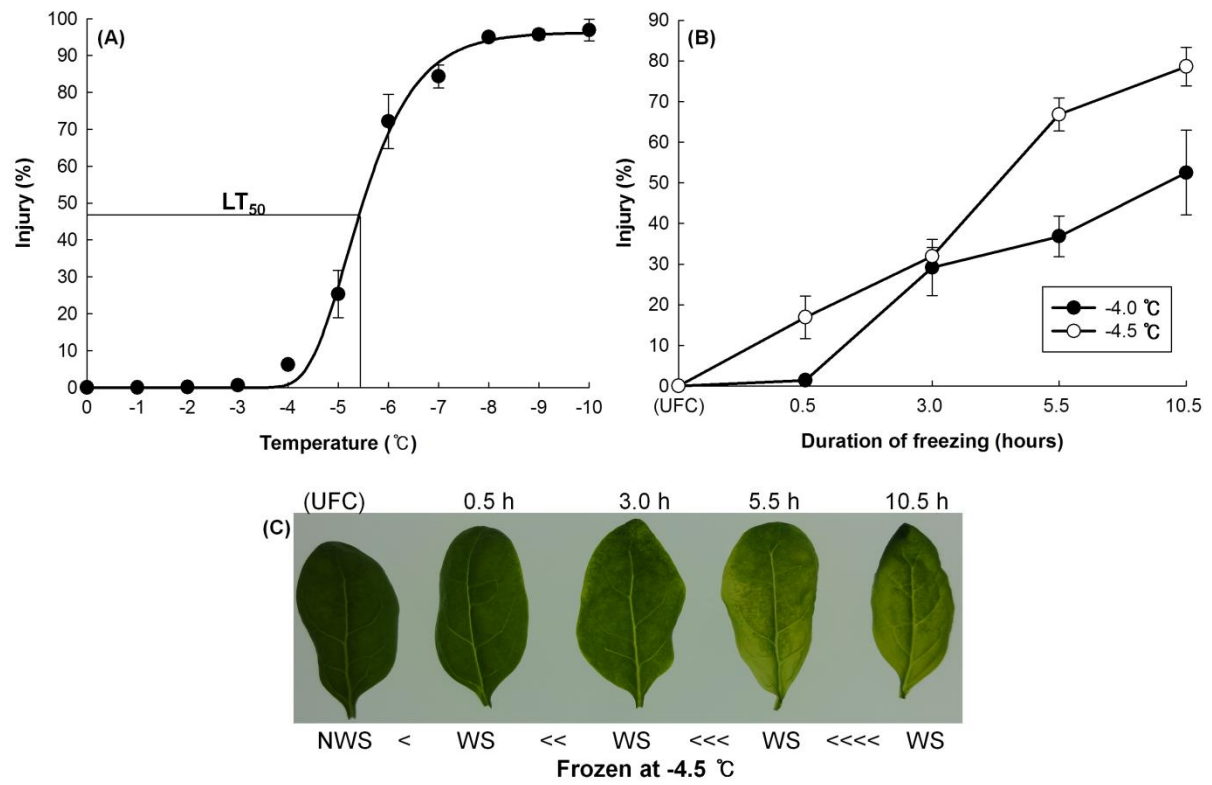 (A)
100
90
80
70
60
50
40
30
20
10
0
Injury (%)
LT50
0 -1 -2 -3 -4 -5 -6 -7 -8 -9 -10
Temperature (℃)
(B)
90
80
70
60
50
40
30
20
10
0
Injury (%)
-4.0 ℃
-4.5 ℃
(UFC) 0.5 3.0 5.5 10.5
Duration of freezing (hours)
(C)
(UFC) 0.5 h 3.0 h 5.5 h 10.5 h
NWS < WS << WS <<< WS <<<< WS
Frozen at -4.5 ℃